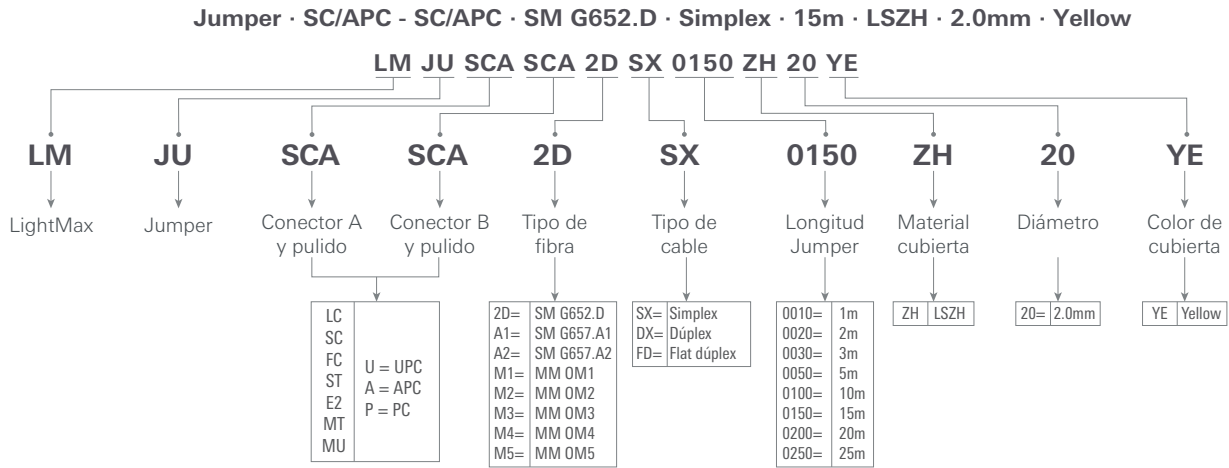 Jumper · SC/APC - SC/APC · SM G652.D · Simplex · 15m · LSZH · 2.0mm · Yellow
LM JU SCA SCA 2D SX 0150 ZH 20 YE
LM JU SCA SCA 2D SX 0150 ZH 20 YE
LightMax Jumper Conector A Conector B Tipo de Tipo de Longitud Material Diámetro Color de
y pulido y pulido fibra cable Jumper cubierta cubierta
LC
SC
FC
ST
E2
MT
MU
U = UPC
A = APC
P = PC
2D= SM G652.D
A1= SM G657.A1
A2= SM G657.A2
M1= MM OM1
M2= MM OM2
M3= MM OM3
M4= MM OM4
M5= MM OM5
SX= Simplex
DX= Dúplex
FD= Flat dúplex
0010= 1m
0020= 2m
0030= 3m
0050= 5m
0100= 10m
0150= 15m
0200= 20m
0250= 25m
ZH LSZH
20= 2.0mm
YE Yellow